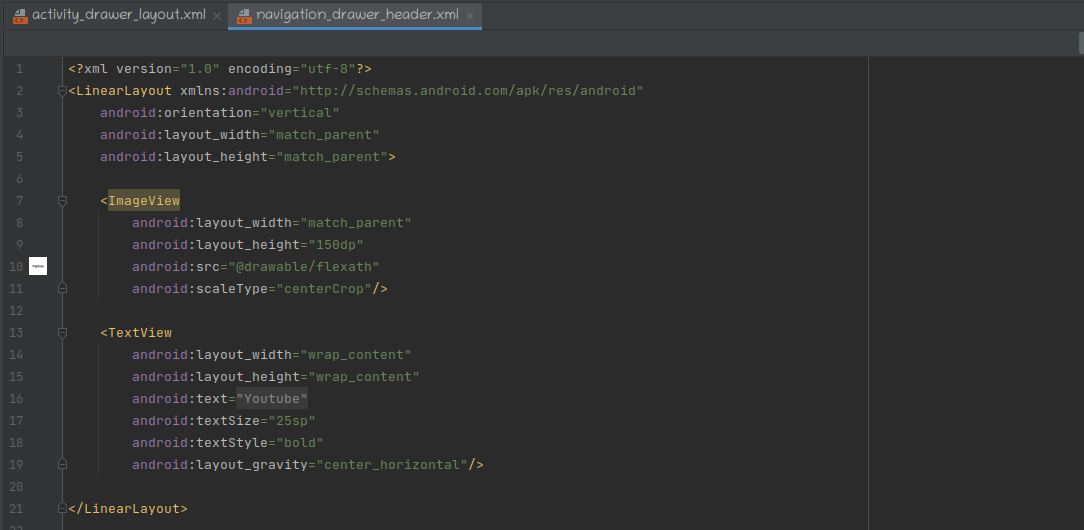 activity_drawer_layout.xml navigation_drawer_header.xml
1 <?xml version="1.0" encoding="utf-8"?>
2 <LinearLayout xmlns:android="http://schemas.android.com/apk/res/android"
3 android:orientation="vertical"
4 android:layout_width="match_parent"
5 android:layout_height="match_parent">
6
7 <ImageView
8 android:layout_width="match_parent"
9 android:layout_height="150dp"
10 android:src="@drawable/flexath"
11 android:scaleType="centerCrop"/>
12
13 <TextView
14 android:layout_width="wrap_content"
15 android:layout_height="wrap_content"
16 android:text="Youtube"
17 android:textSize="25sp"
18 android:textStyle="bold"
19 android:layout_gravity="center_horizontal"/>
20
21 </LinearLayout>